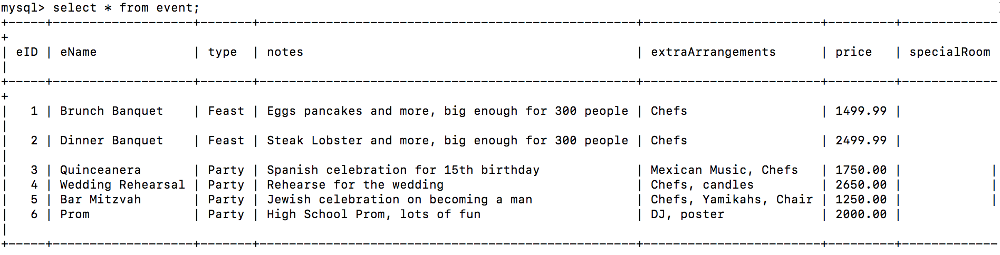 mysql> select * from event;
+-----+-------------------+-------+---------------------------------------------------+------------------------+---------+-------------
+
| eID | eName             | type  | notes                                             | extraArrangements      | price   | specialRoom
|
+-----+-------------------+-------+---------------------------------------------------+------------------------+---------+-------------
+
|   1 | Brunch Banquet    | Feast | Eggs pancakes and more, big enough for 300 people | Chefs                  | 1499.99 |
|
|   2 | Dinner Banquet    | Feast | Steak Lobster and more, big enough for 300 people | Chefs                  | 2499.99 |
|
|   3 | Quinceanera       | Party | Spanish celebration for 15th birthday             | Mexican Music, Chefs   | 1750.00 |            |
|   4 | Wedding Rehearsal | Party | Rehearse for the wedding                          | Chefs, candles         | 2650.00 |            |
|   5 | Bar Mitzvah       | Party | Jewish celebration on becoming a man              | Chefs, Yamikahs, Chair | 1250.00 |            |
|   6 | Prom              | Party | High School Prom, lots of fun                     | DJ, poster             | 2000.00 |
|
+-----+-------------------+-------+---------------------------------------------------+------------------------+---------+-------------